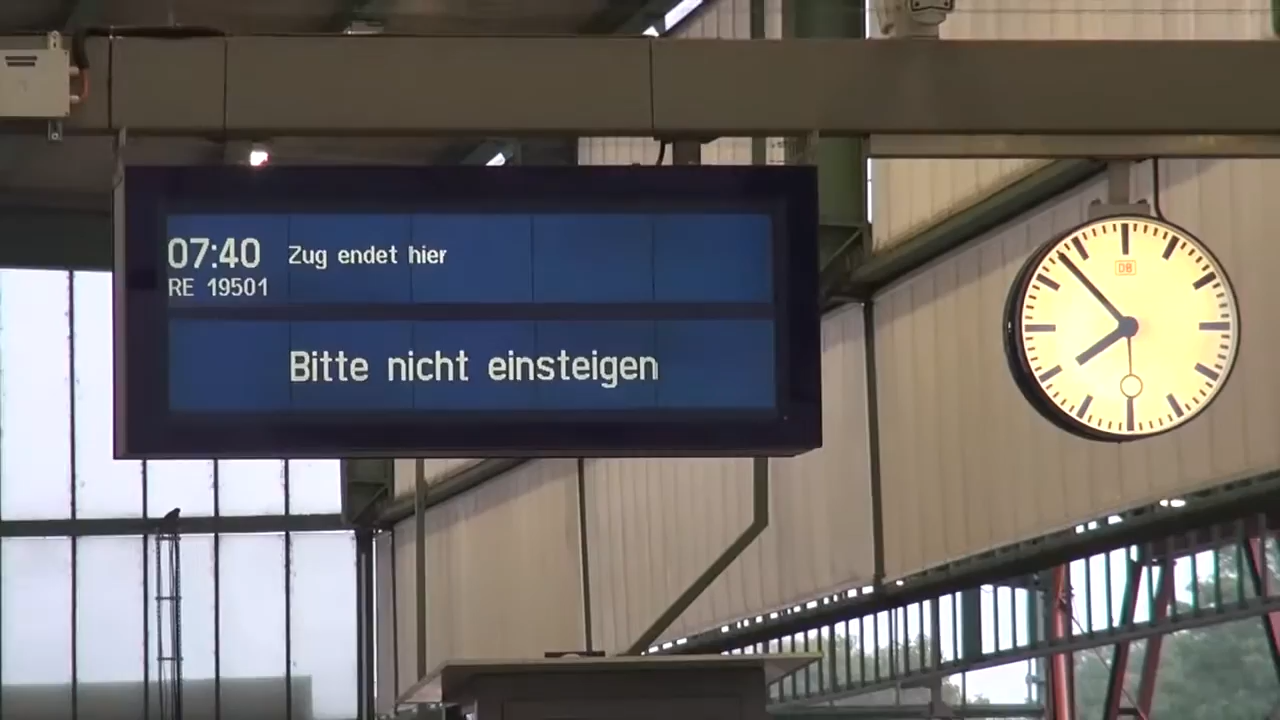 07:40 Zug endet hier
RE 19501
Bitte nicht einsteigen
DB